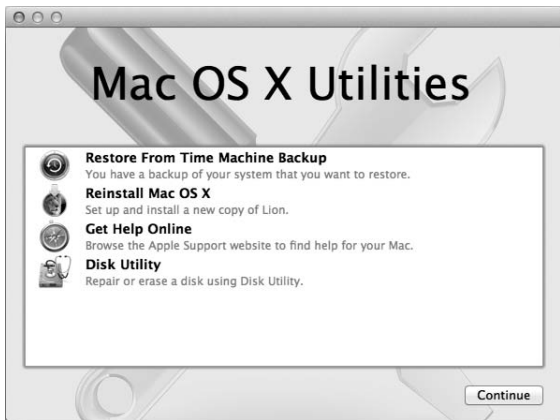 Mac OS X Utilities
Restore From Time Machine Backup
You have a backup of your system that you want to restore.
Reinstall Mac OS X
Set up and install a new copy of Lion.
Get Help Online
Browse the Apple Support website to find help for your Mac.
Disk Utility
Repair or erase a disk using Disk Utility.
Continue